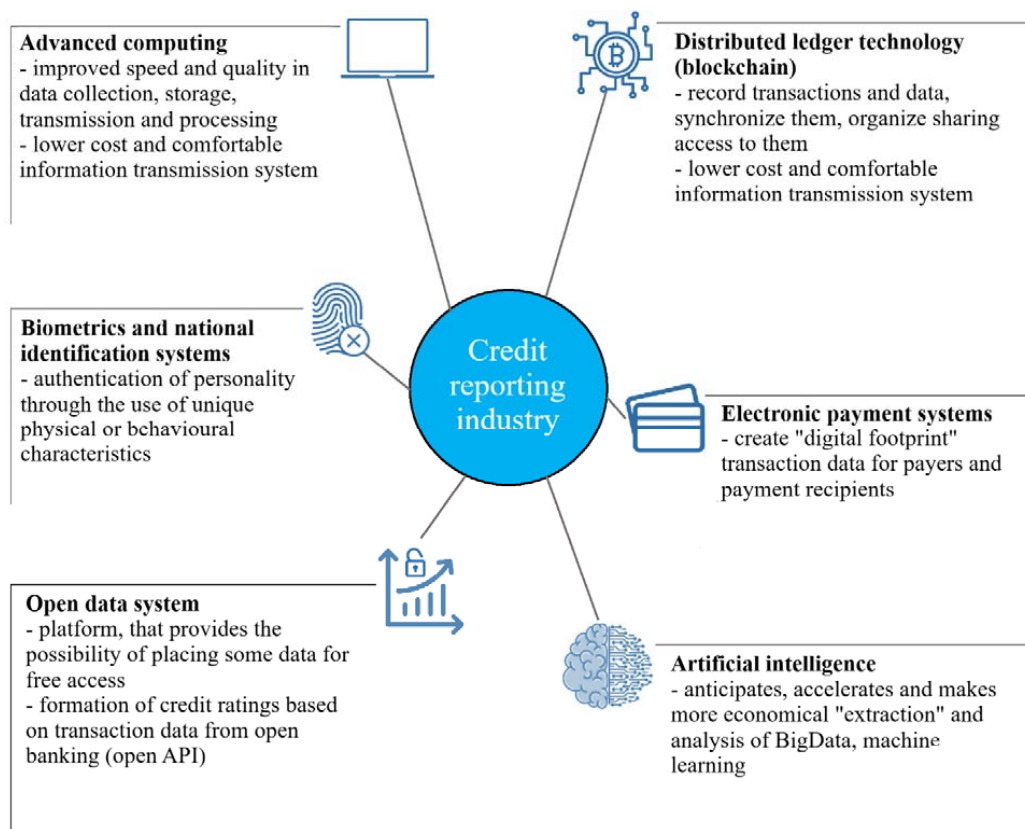 Advanced computing
- improved speed and quality in
data collection, storage,
transmission and processing
- lower cost and comfortable
information transmission system
Distributed ledger technology
(blockchain)
- record transactions and data,
synchronize them, organize sharing
access to them
- lower cost and comfortable
information transmission system
Biometrics and national
identification systems
- authentication of personality
through the use of unique
physical or bchavioural
characteristics
Credit
reporting
industry
Electronic payment systems
- create "digital footprint"
transaction data for payers and
payment recipients
Open data system
- platform, that provides the
possibility of placing some data for
free access
- formation of credit ratings based
on transaction data from open
banking (open API)
Artificial intelligence
- anticipates, accelerates and makes
more economical "extraction" and
analysis of BigData, machine
learning